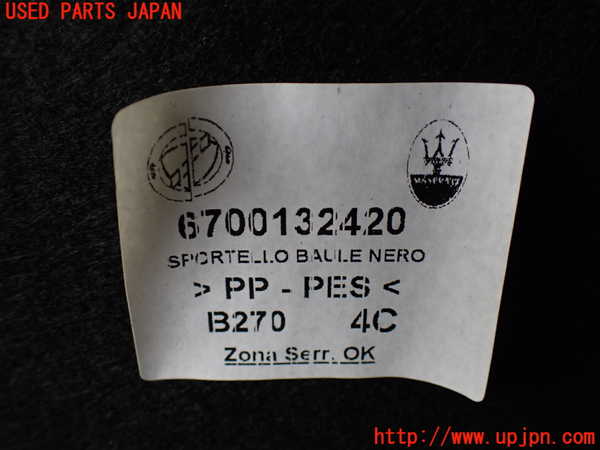 USED PARTS JAPAN
MASERATI
6700132420
SPORTELLO BAULE NERO
> PP - PES <
B270 4C
Zona Serr. OK
http://www.upjpn.com/